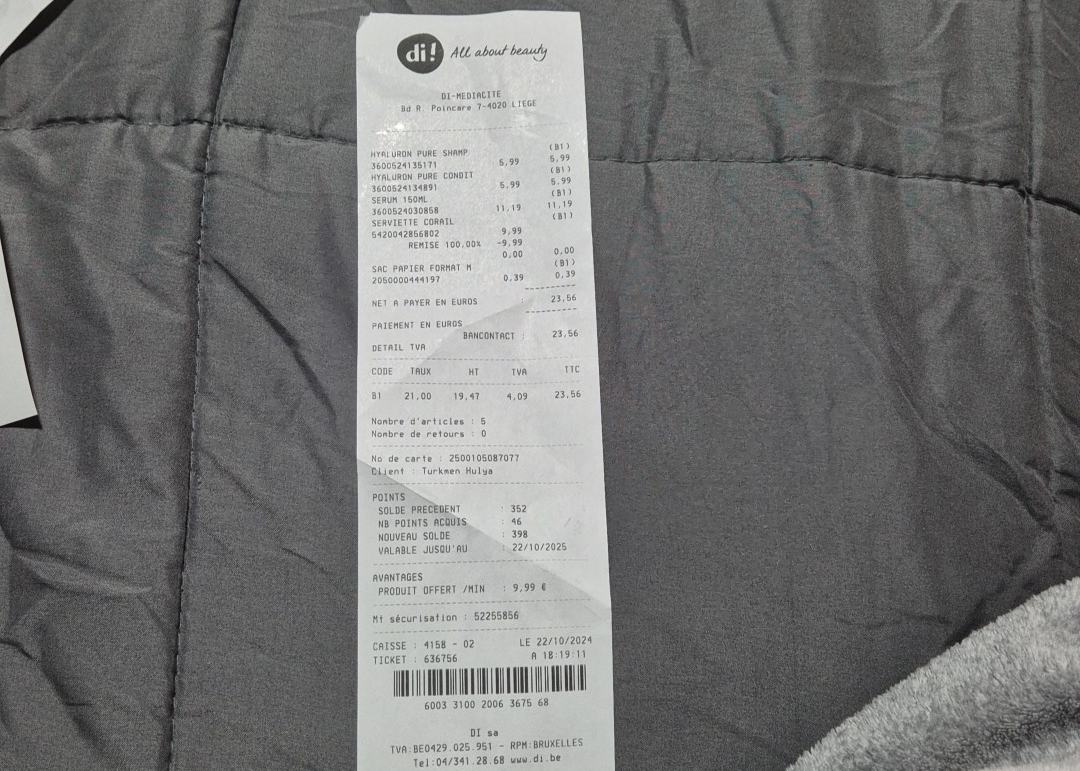 di! All about beauty
DI-MEDIACITE
Bd R. Poincare 7-4020 LIEGE
(B1)
HYALURON PURE SHAMP
3600524135171 5,99 5,99
(B1)
HYALURON PURE CONDIT
3600524134891 5,99 5,99
(B1)
SERUM 150ML
3600524030858 11,19 11,19
(B1)
SERVIETTE CORAIL
5420042856802 9,99
REMISE 100,00% -9,99
0,00 0,00
(B1)
SAC PAPIER FORMAT M
2050000444197 0,39 0,39
NET A PAYER EN EUROS : 23,56
PAIEMENT EN EUROS
BANCONTACT : 23,56
DETAIL TVA
CODE TAUX HT TVA TTC
B1 21,00 19,47 4,09 23,56
Nombre d'articles : 5
Nombre de retours : 0
No de carte : 2500105087077
Client : Turkmen Hulya
POINTS
SOLDE PRECEDENT : 352
NB POINTS ACQUIS : 46
NOUVEAU SOLDE : 398
VALABLE JUSQU'AU : 22/10/2025
AVANTAGES
PRODUIT OFFERT /MIN : 9,99 €
Mt sécurisation : 52255856
CAISSE : 4158 - 02 LE 22/10/2024
TICKET : 636756 A 18:19:11
6003 3100 2006 3675 68
DI sa
TVA:BE0429.025.951 - RPM:BRUXELLES
Tel:04/341.28.68 www.di.be